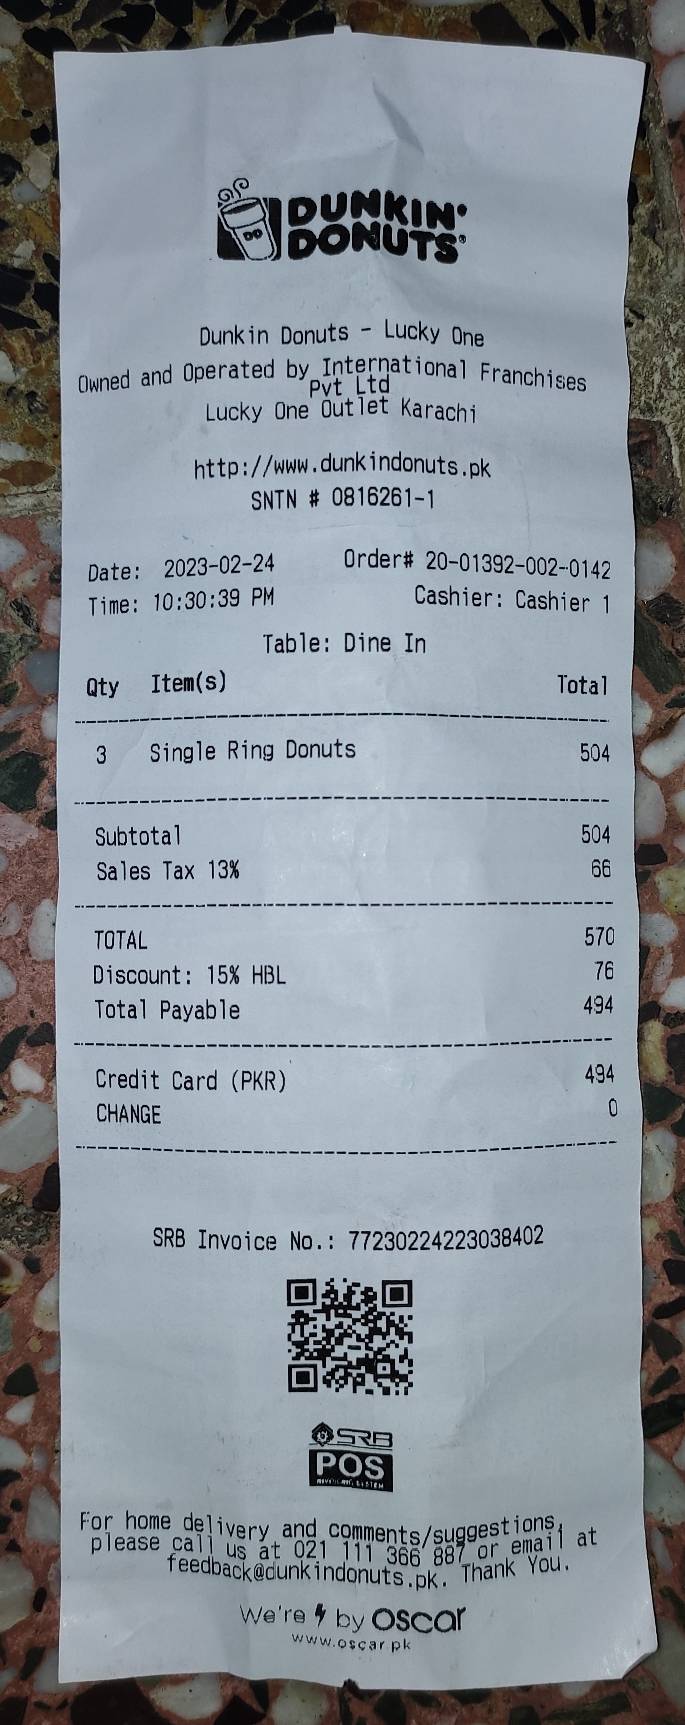 DUNKIN'
DONUTS
Dunkin Donuts - Lucky One
Owned and Operated by International Franchises
Pvt Ltd
Lucky One Outlet Karachi
http://www.dunkindonuts.pk
SNTN # 0816261-1
Date: 2023-02-24 Order# 20-01392-002-0142
Time: 10:30:39 PM Cashier: Cashier 1
Table: Dine In
Qty Item(s) Total
3 Single Ring Donuts 504
Subtotal 504
Sales Tax 13% 66
TOTAL 570
Discount: 15% HBL 76
Total Payable 494
Credit Card (PKR) 494
CHANGE 0
SRB Invoice No.: 77230224223038402
SRB
POS
For home delivery and comments/suggestions,
please call us at 021 111 366 887 or email at
feedback@dunkindonuts.pk. Thank You.
We're by oscar
www.oscar.pk